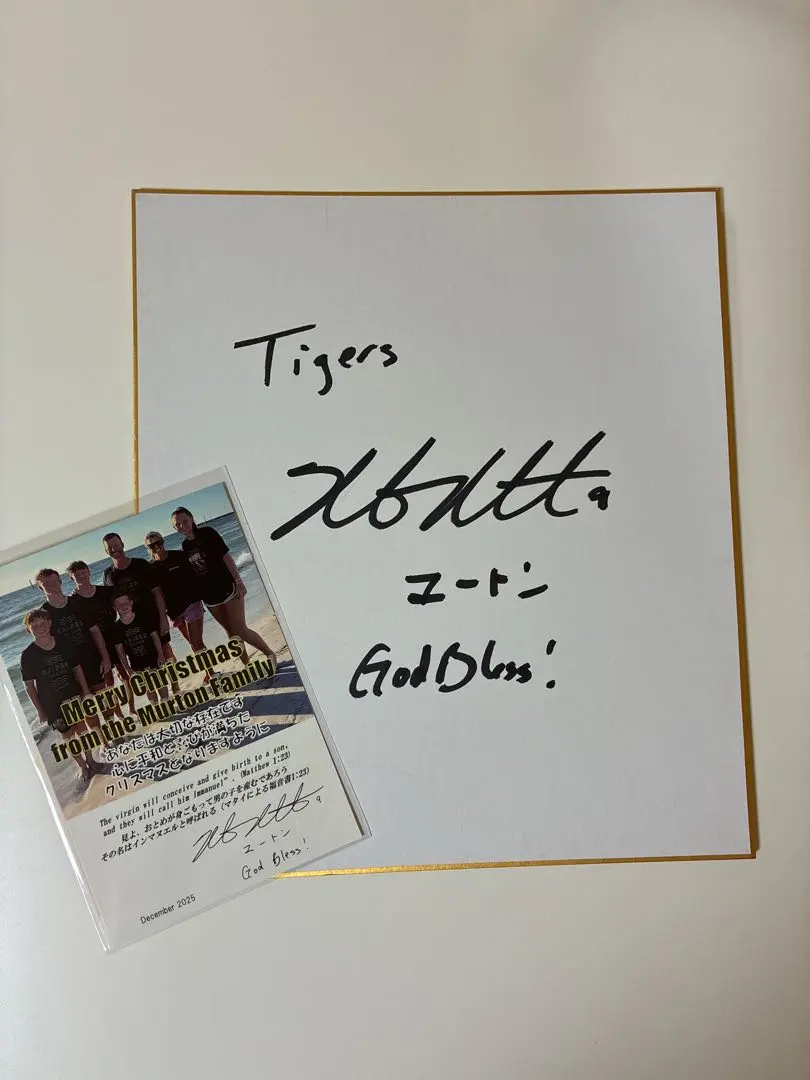 Tigers
9
マートン
God Bless!
Merry Christmas
from the Murton Family
あなたは大切な存在です
心に平和と喜びが満ちた
クリスマスとなりますように
The virgin will conceive and give birth to a son,
and they will call him Immanuel". (Matthew 1:23)
見よ、おとめが身ごもって男の子を産むであろう
その名はインマヌエルと呼ばれる（マタイによる福音書1:23）
9
マートン
God Bless!
December 2025